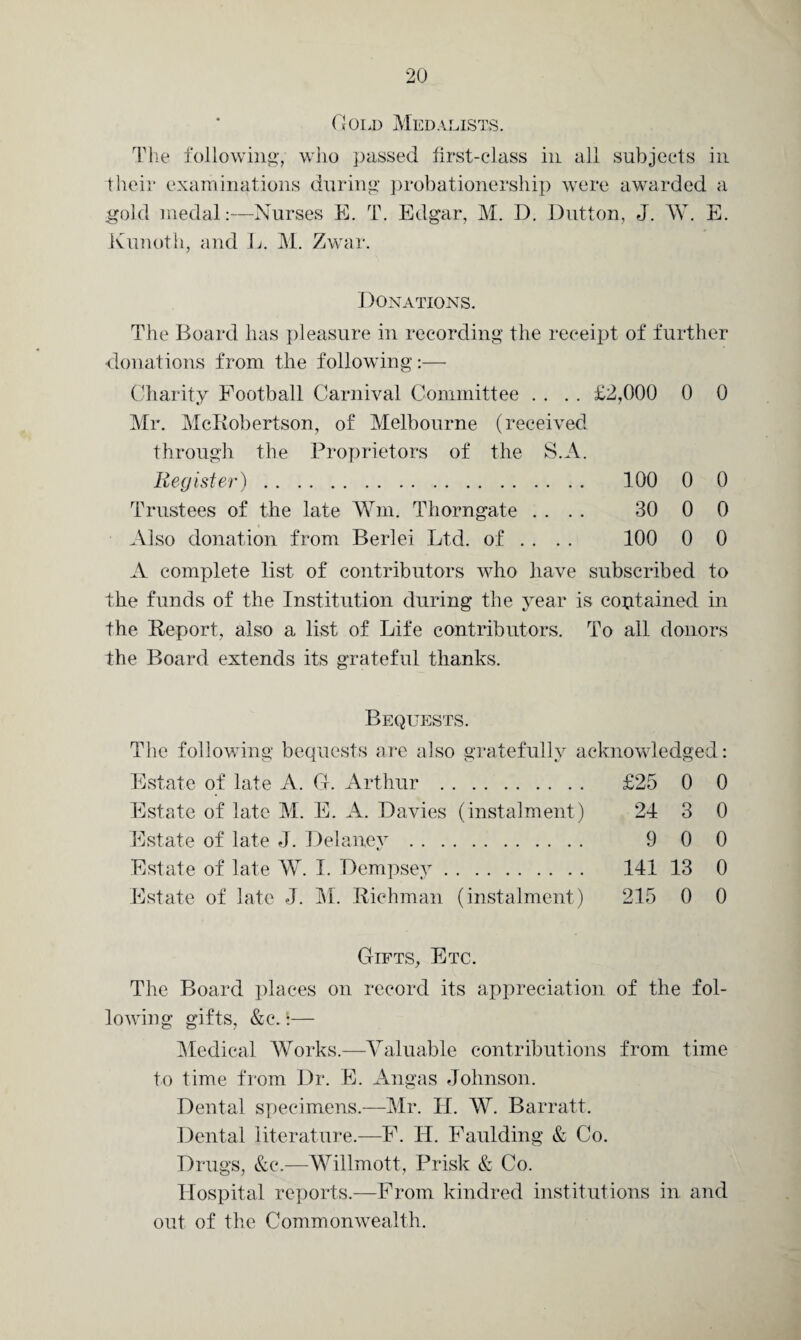 20
Gold Medalists.
The following, who passed first-class in all subjects in
their examinations during probationership were awarded a
gold medal:—Nurses E. T. Edgar, M. D. Dutton, J. W. E.
Kunoth, and L. M. Zwar.
Donations.
The Board has pleasure in recording the receipt of further
donations from the following:—
Charity Football Carnival Committee . . . . £2,000 0 0
Mr. McRobertson, of Melbourne (received
through the Proprietors of the S.A.
Register) . . . . . . . . . . . . . . . . . . . . 100 0 0
Trustees of the late Wm. Thorngate . . . . 30 0 0
Also donation from Berlei Ltd. of . . . . 100 0 0
A complete list of contributors who have subscribed to
the funds of the Institution during the year is contained in
the Report, also a list of Life contributors. To all donors
the Board extends its grateful thanks.
Bequests.
The following bequests are also gratefully acknowledged:
Estate of late A. G. Arthur . . . . . . . . . . £25 0 0
Estate of late M. E. A. Davies (instalment) 24 3 0
Estate of late J. Delaney . . . . . . . . . . . . 9 0 0
Estate of late W. I. Dempsey . . . . . . . . . . 141 13 0
Estate of late J. M. Richman (instalment) 215 0 0
Gifts, Etc.
The Board places on record its appreciation of the fol-
lowing gifts, &c.:—
Medical Works.—Valuable contributions from time
to time from Dr. E. Angas Johnson.
Dental specimens.—Mr. H. W. Barratt.
Dental literature.—F. H. Faulding & Co.
Drugs, &c.—Willmott, Prisk & Co.
Hospital reports.—From kindred institutions in and
out of the Commonwealth.